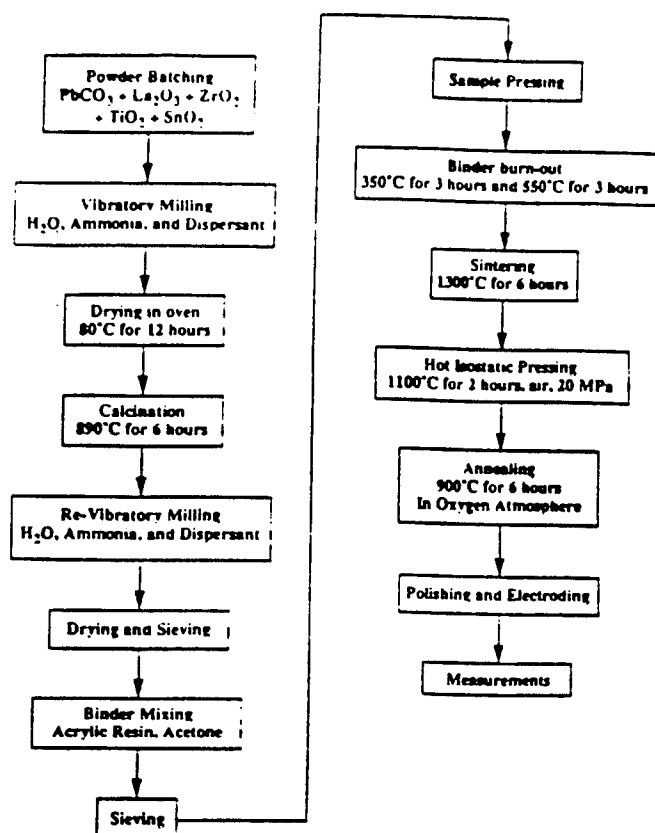 Powder Batching
PbCO₃ + La₂O₃ + ZrO₂
+ TiO₂ + SnO₂
Vibratory Milling
H₂O, Ammonia, and Dispersant
Drying in oven
80°C for 12 hours
Calcination
890°C for 6 hours
Re-Vibratory Milling
H₂O, Ammonia, and Dispersant
Drying and Sieving
Binder Mixing
Acrylic Resin, Acetone
Sieving
Sample Pressing
Binder burn-out
350°C for 3 hours and 550°C for 3 hours
Sintering
1300°C for 6 hours
Hot Isostatic Pressing
1100°C for 2 hours, air, 20 MPa
Annealing
900°C for 6 hours
In Oxygen Atmosphere
Polishing and Electroding
Measurements